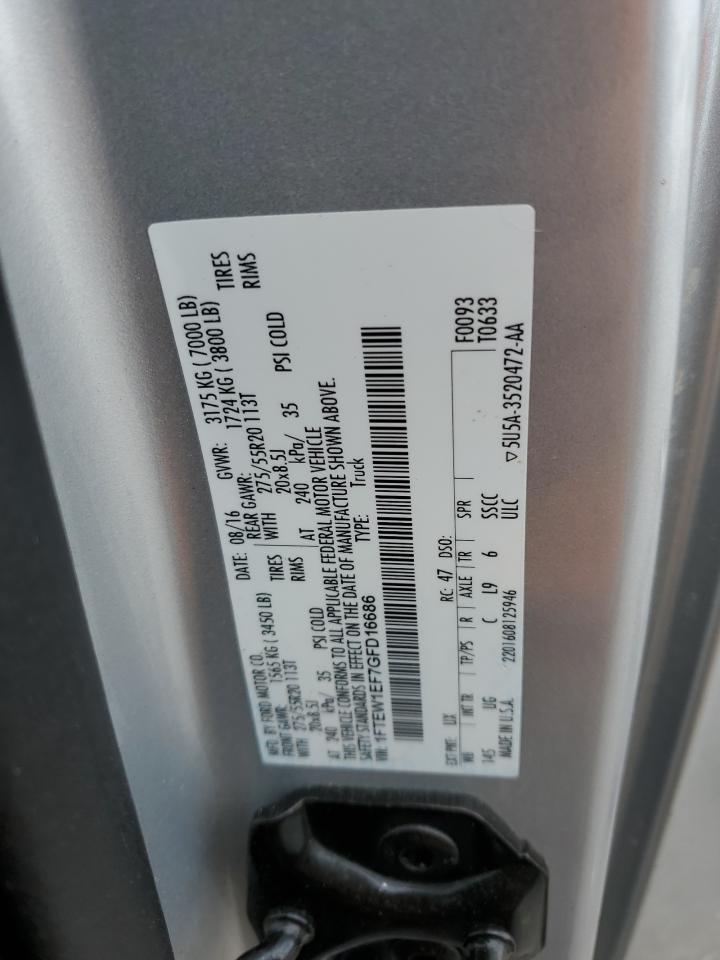 MFD. BY FORD MOTOR CO. DATE: 08/16 GVWR: 3175 KG ( 7000 LB)
FRONT GAWR: 1565 KG ( 3450 LB) REAR GAWR: 1724 KG ( 3800 LB)
275/55R20 113T TIRES WITH 275/55R20 113T TIRES
20x8.5J RIMS 20x8.5J RIMS
AT 240 kPa/ 35 PSI COLD AT 240 kPa/ 35 PSI COLD
THIS VEHICLE CONFORMS TO ALL APPLICABLE FEDERAL MOTOR VEHICLE
SAFETY STANDARDS IN EFFECT ON THE DATE OF MANUFACTURE SHOWN ABOVE.
VIN: 1FTEW1EF7GFD16686 TYPE: Truck
EXT PNT: UX RC: 47 DSO: F0093
WB INT TR TP/PS R AXLE TR SPR T0633
145 UG C L9 6 SSCC
ULC
MADE IN U.S.A. 2201608125946 ▽5U5A-3520472-AA